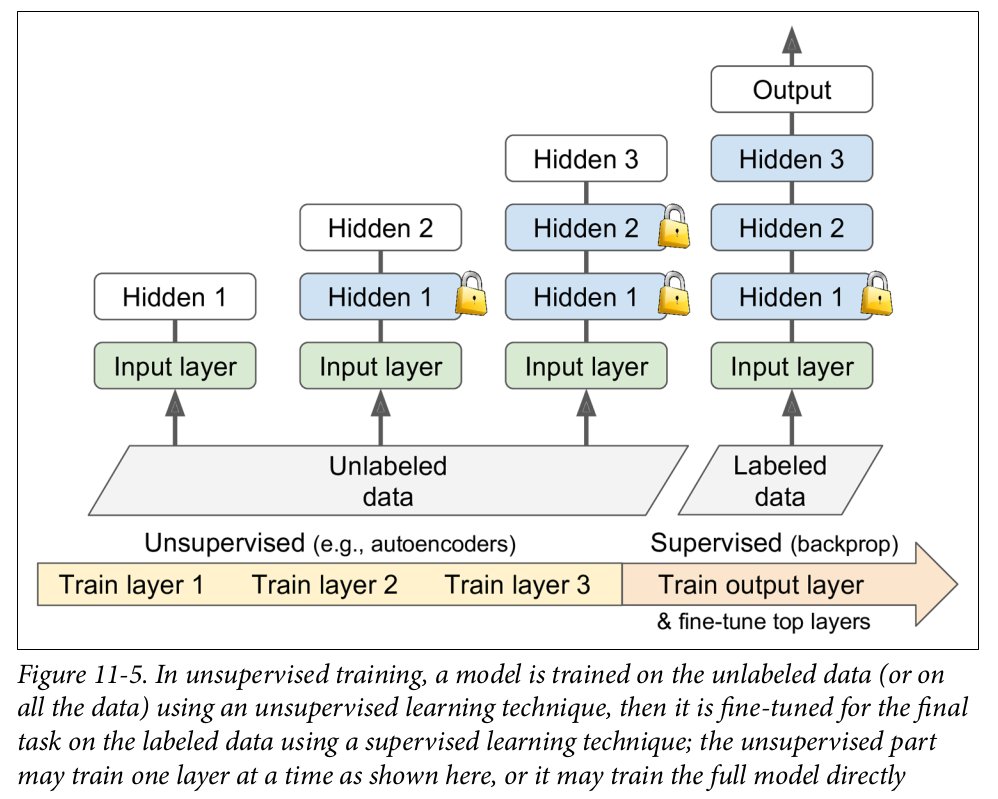 Output
Hidden 3
Hidden 3
Hidden 2
Hidden 2
Hidden 2
Hidden 1
Hidden 1
Hidden 1
Hidden 1
Input layer
Input layer
Input layer
Input layer
Unlabeled
data
Labeled
data
Unsupervised (e.g., autoencoders)
Supervised (backprop)
Train layer 1
Train layer 2
Train layer 3
Train output layer
& fine-tune top layers
Figure 11-5. In unsupervised training, a model is trained on the unlabeled data (or on
all the data) using an unsupervised learning technique, then it is fine-tuned for the final
task on the labeled data using a supervised learning technique; the unsupervised part
may train one layer at a time as shown here, or it may train the full model directly